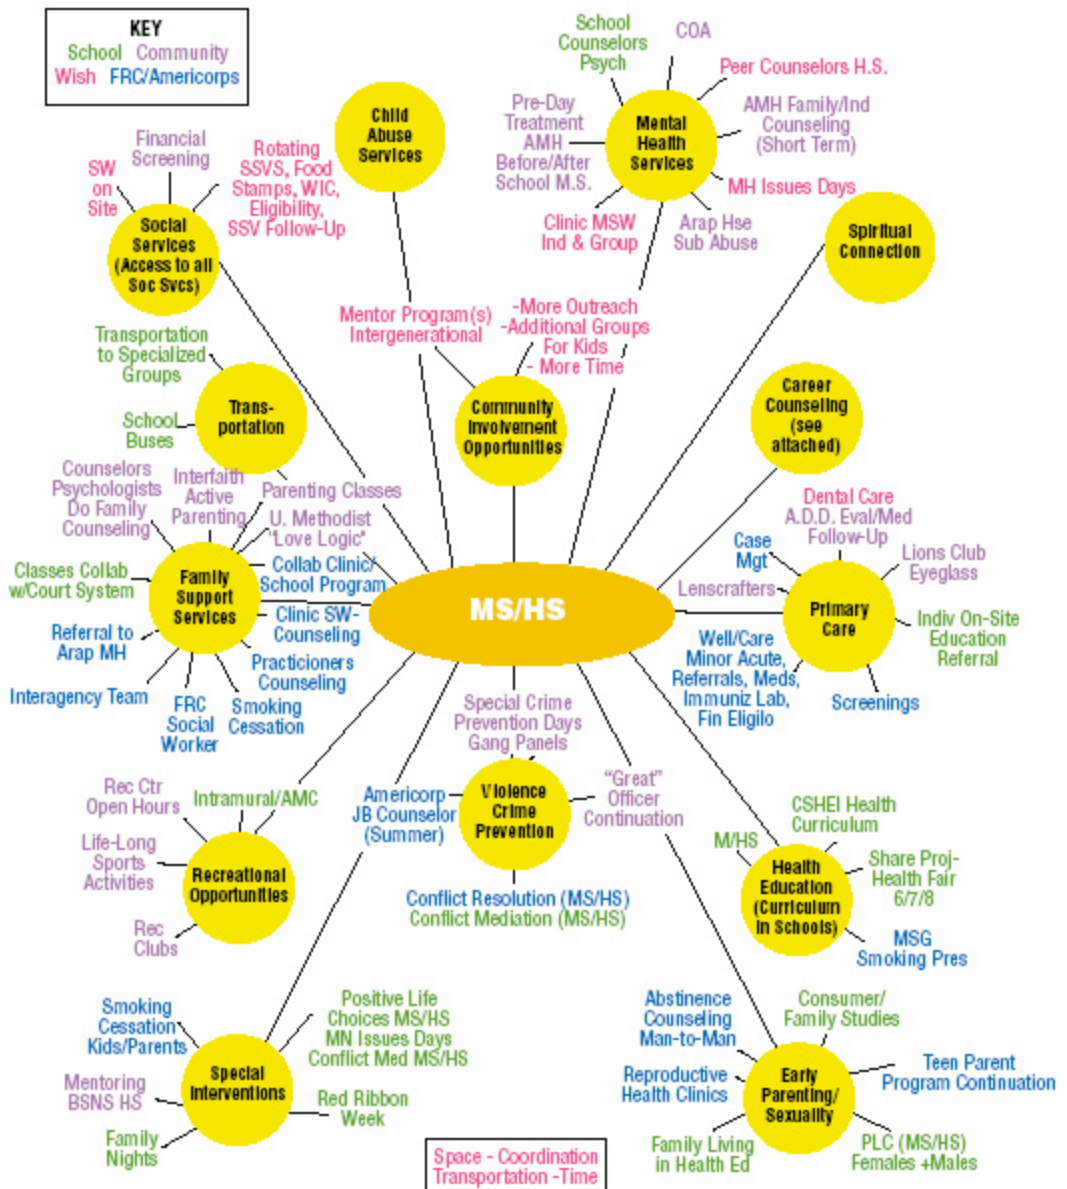 KEY
School Community
Wish FRC/Americorps
School
Counselors
Psych
COA
Peer Counselors H.S.
Child
Abuse
Services
Pre-Day
Treatment
AMH
Before/After
School M.S.
Mental
Health
Services
AMH Family/Ind
Counseling
(Short Term)
MH Issues Days
Clinic MSW
Ind & Group
Arap Hse
Sub Abuse
Financial
Screening
SW
on
Site
Rotating
SSVS, Food
Stamps, WIC,
Eligibility,
SSV Follow-Up
Social
Services
(Access to all
Soc Svcs)
Spiritual
Connection
Mentor Program(s)
Intergenerational
-More Outreach
-Additional Groups
For Kids
- More Time
Community
Involvement
Opportunities
Transportation
to Specialized
Groups
School
Buses
Trans-
portation
Career
Counseling
(see
attached)
Counselors
Psychologists
Do Family
Counseling
Interfaith
Active
Parenting
Parenting Classes
U. Methodist
"Love Logic"
Classes Collab
w/Court System
Family
Support
Services
Collab Clinic/
School Program
Clinic SW-
Counseling
Referral to
Arap MH
Practicioners
Counseling
Interagency Team
FRC
Social
Worker
Smoking
Cessation
MS/HS
Dental Care
A.D.D. Eval/Med
Follow-Up
Case
Mgt
Lions Club
Eyeglass
Lenscrafters
Primary
Care
Indiv On-Site
Education
Referral
Well/Care
Minor Acute,
Referrals, Meds,
Immuniz Lab,
Fin Eligilo
Screenings
Special Crime
Prevention Days
Gang Panels
Americorp
JB Counselor
(Summer)
Violence
Crime
Prevention
"Great"
Officer
Continuation
Conflict Resolution (MS/HS)
Conflict Mediation (MS/HS)
Rec Ctr
Open Hours
Intramural/AMC
Life-Long
Sports
Activities
Recreational
Opportunities
Rec
Clubs
CSHEI Health
Curriculum
M/HS
Health
Education
(Curriculum
in Schools)
Share Proj-
Health Fair
6/7/8
MSG
Smoking Pres
Smoking
Cessation
Kids/Parents
Positive Life
Choices MS/HS
MN Issues Days
Conflict Med MS/HS
Mentoring
BSNS HS
Special
Interventions
Red Ribbon
Week
Family
Nights
Abstinence
Counseling
Man-to-Man
Consumer/
Family Studies
Reproductive
Health Clinics
Early
Parenting/
Sexuality
Teen Parent
Program Continuation
Family Living
in Health Ed
PLC (MS/HS)
Females +Males
Space - Coordination
Transportation -Time